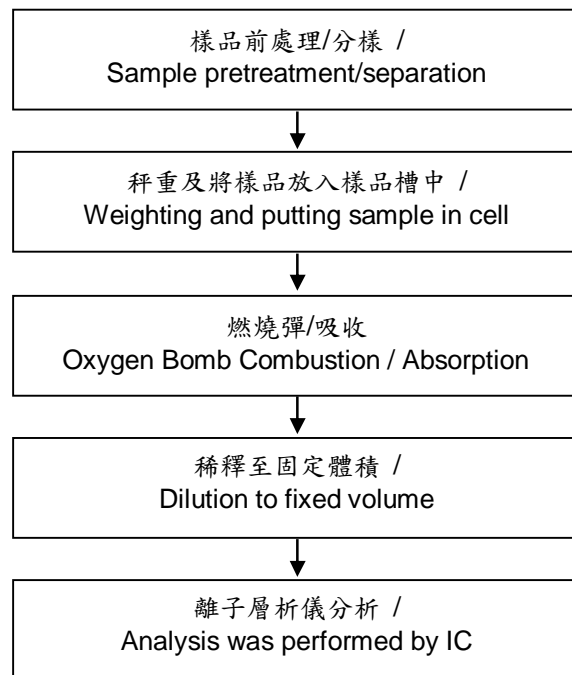 樣品前處理/分樣 /
Sample pretreatment/separation
秤重及將樣品放入樣品槽中 /
Weighting and putting sample in cell
燃燒彈/吸收
Oxygen Bomb Combustion / Absorption
稀釋至固定體積 /
Dilution to fixed volume
離子層析儀分析 /
Analysis was performed by IC